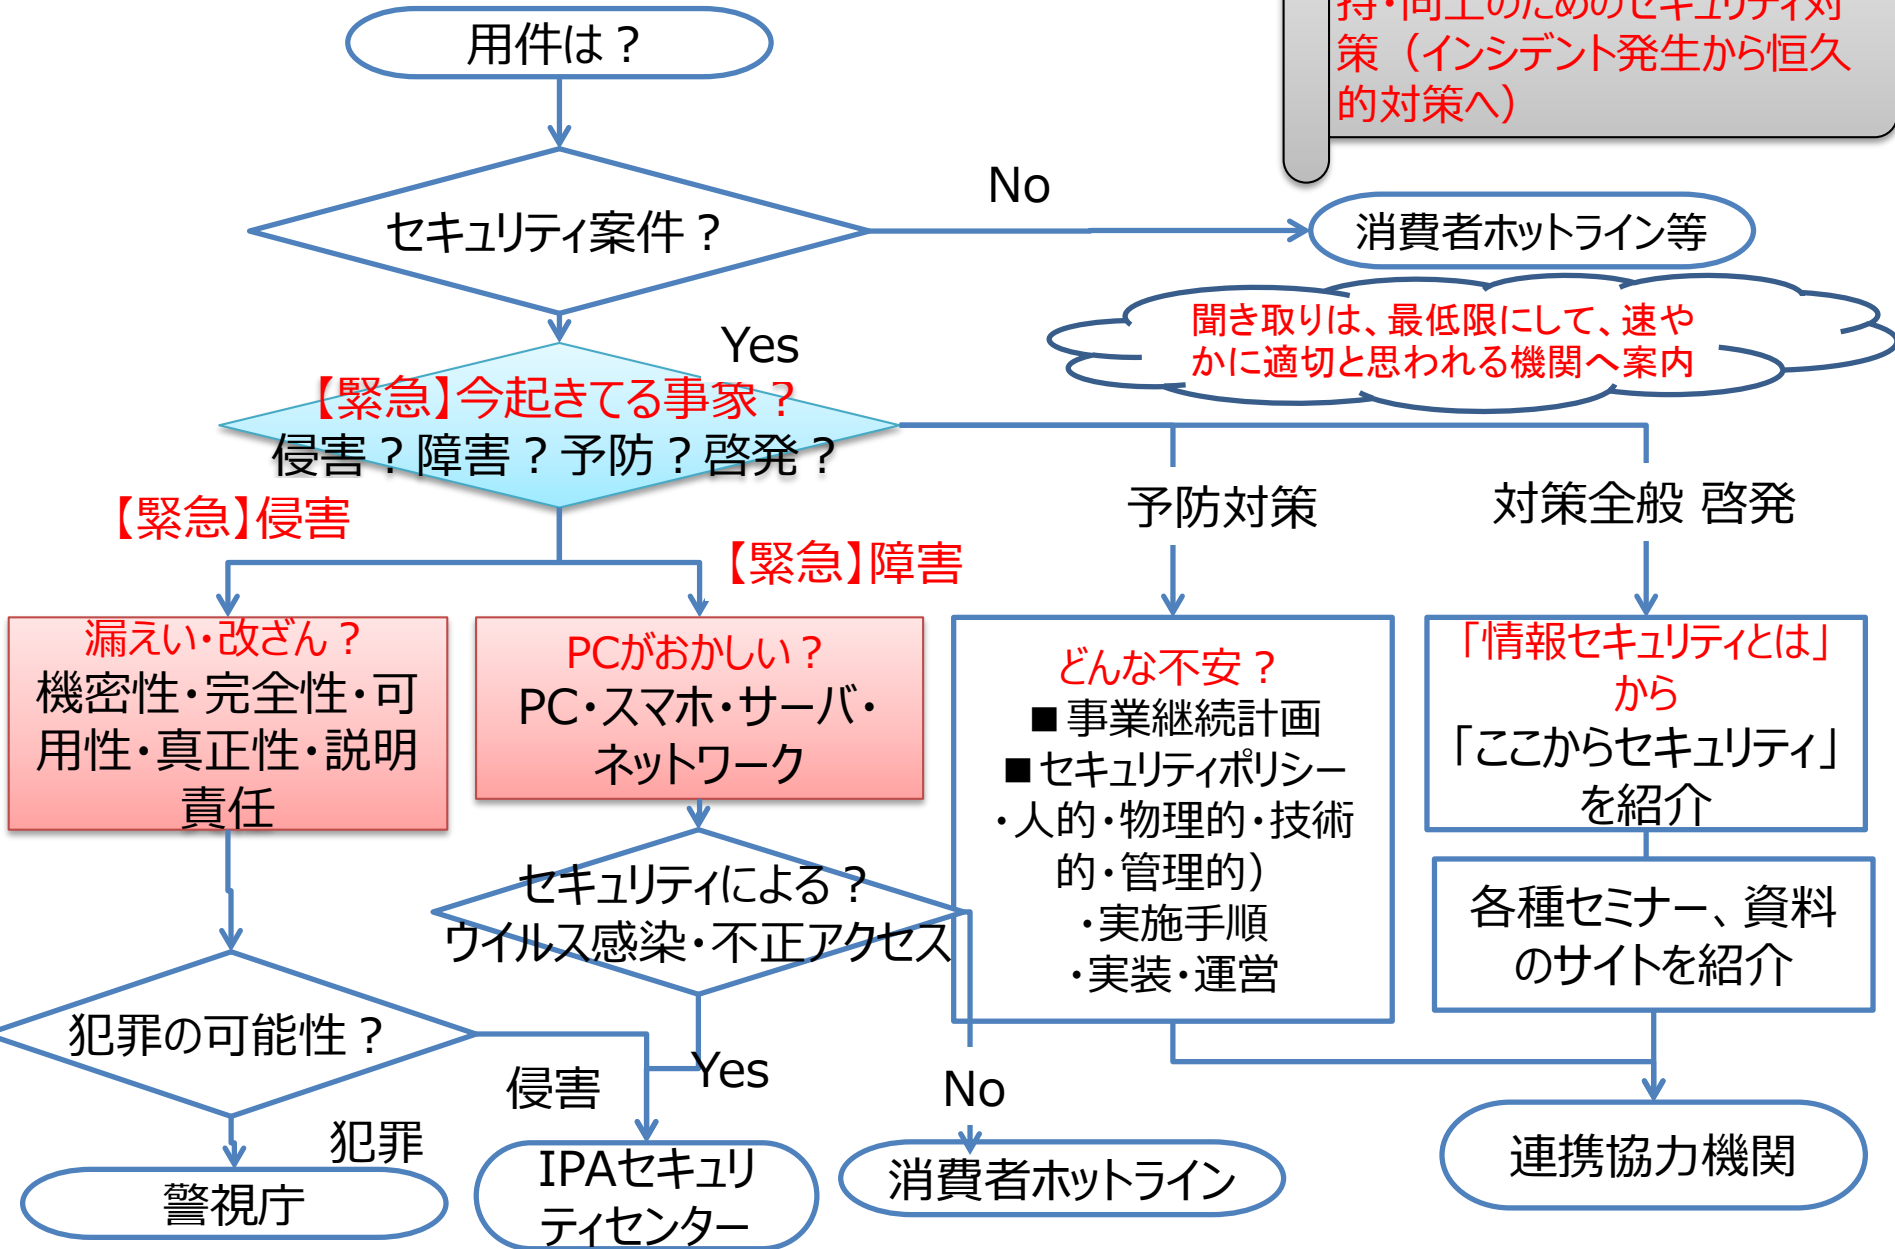 持・向上のためのセキュリティ対
策（インシデント発生から恒久
的対策へ）
用件は？
セキュリティ案件？
No
消費者ホットライン等
聞き取りは、最低限にして、速や
かに適切と思われる機関へ案内
Yes
【緊急】今起きてる事象？
侵害？障害？予防？啓発？
【緊急】侵害
【緊急】障害
予防対策
対策全般 啓発
漏えい・改ざん？
機密性・完全性・可
用性・真正性・説明
責任
PCがおかしい？
PC・スマホ・サーバ・
ネットワーク
どんな不安？
■事業継続計画
■セキュリティポリシー
・人的・物理的・技術
的・管理的）
・実施手順
・実装・運営
「情報セキュリティとは」
から
「ここからセキュリティ」
を紹介
セキュリティによる？
ウイルス感染・不正アクセス
各種セミナー、資料
のサイトを紹介
犯罪の可能性？
侵害
Yes
No
犯罪
警視庁
IPAセキュリ
ティセンター
消費者ホットライン
連携協力機関